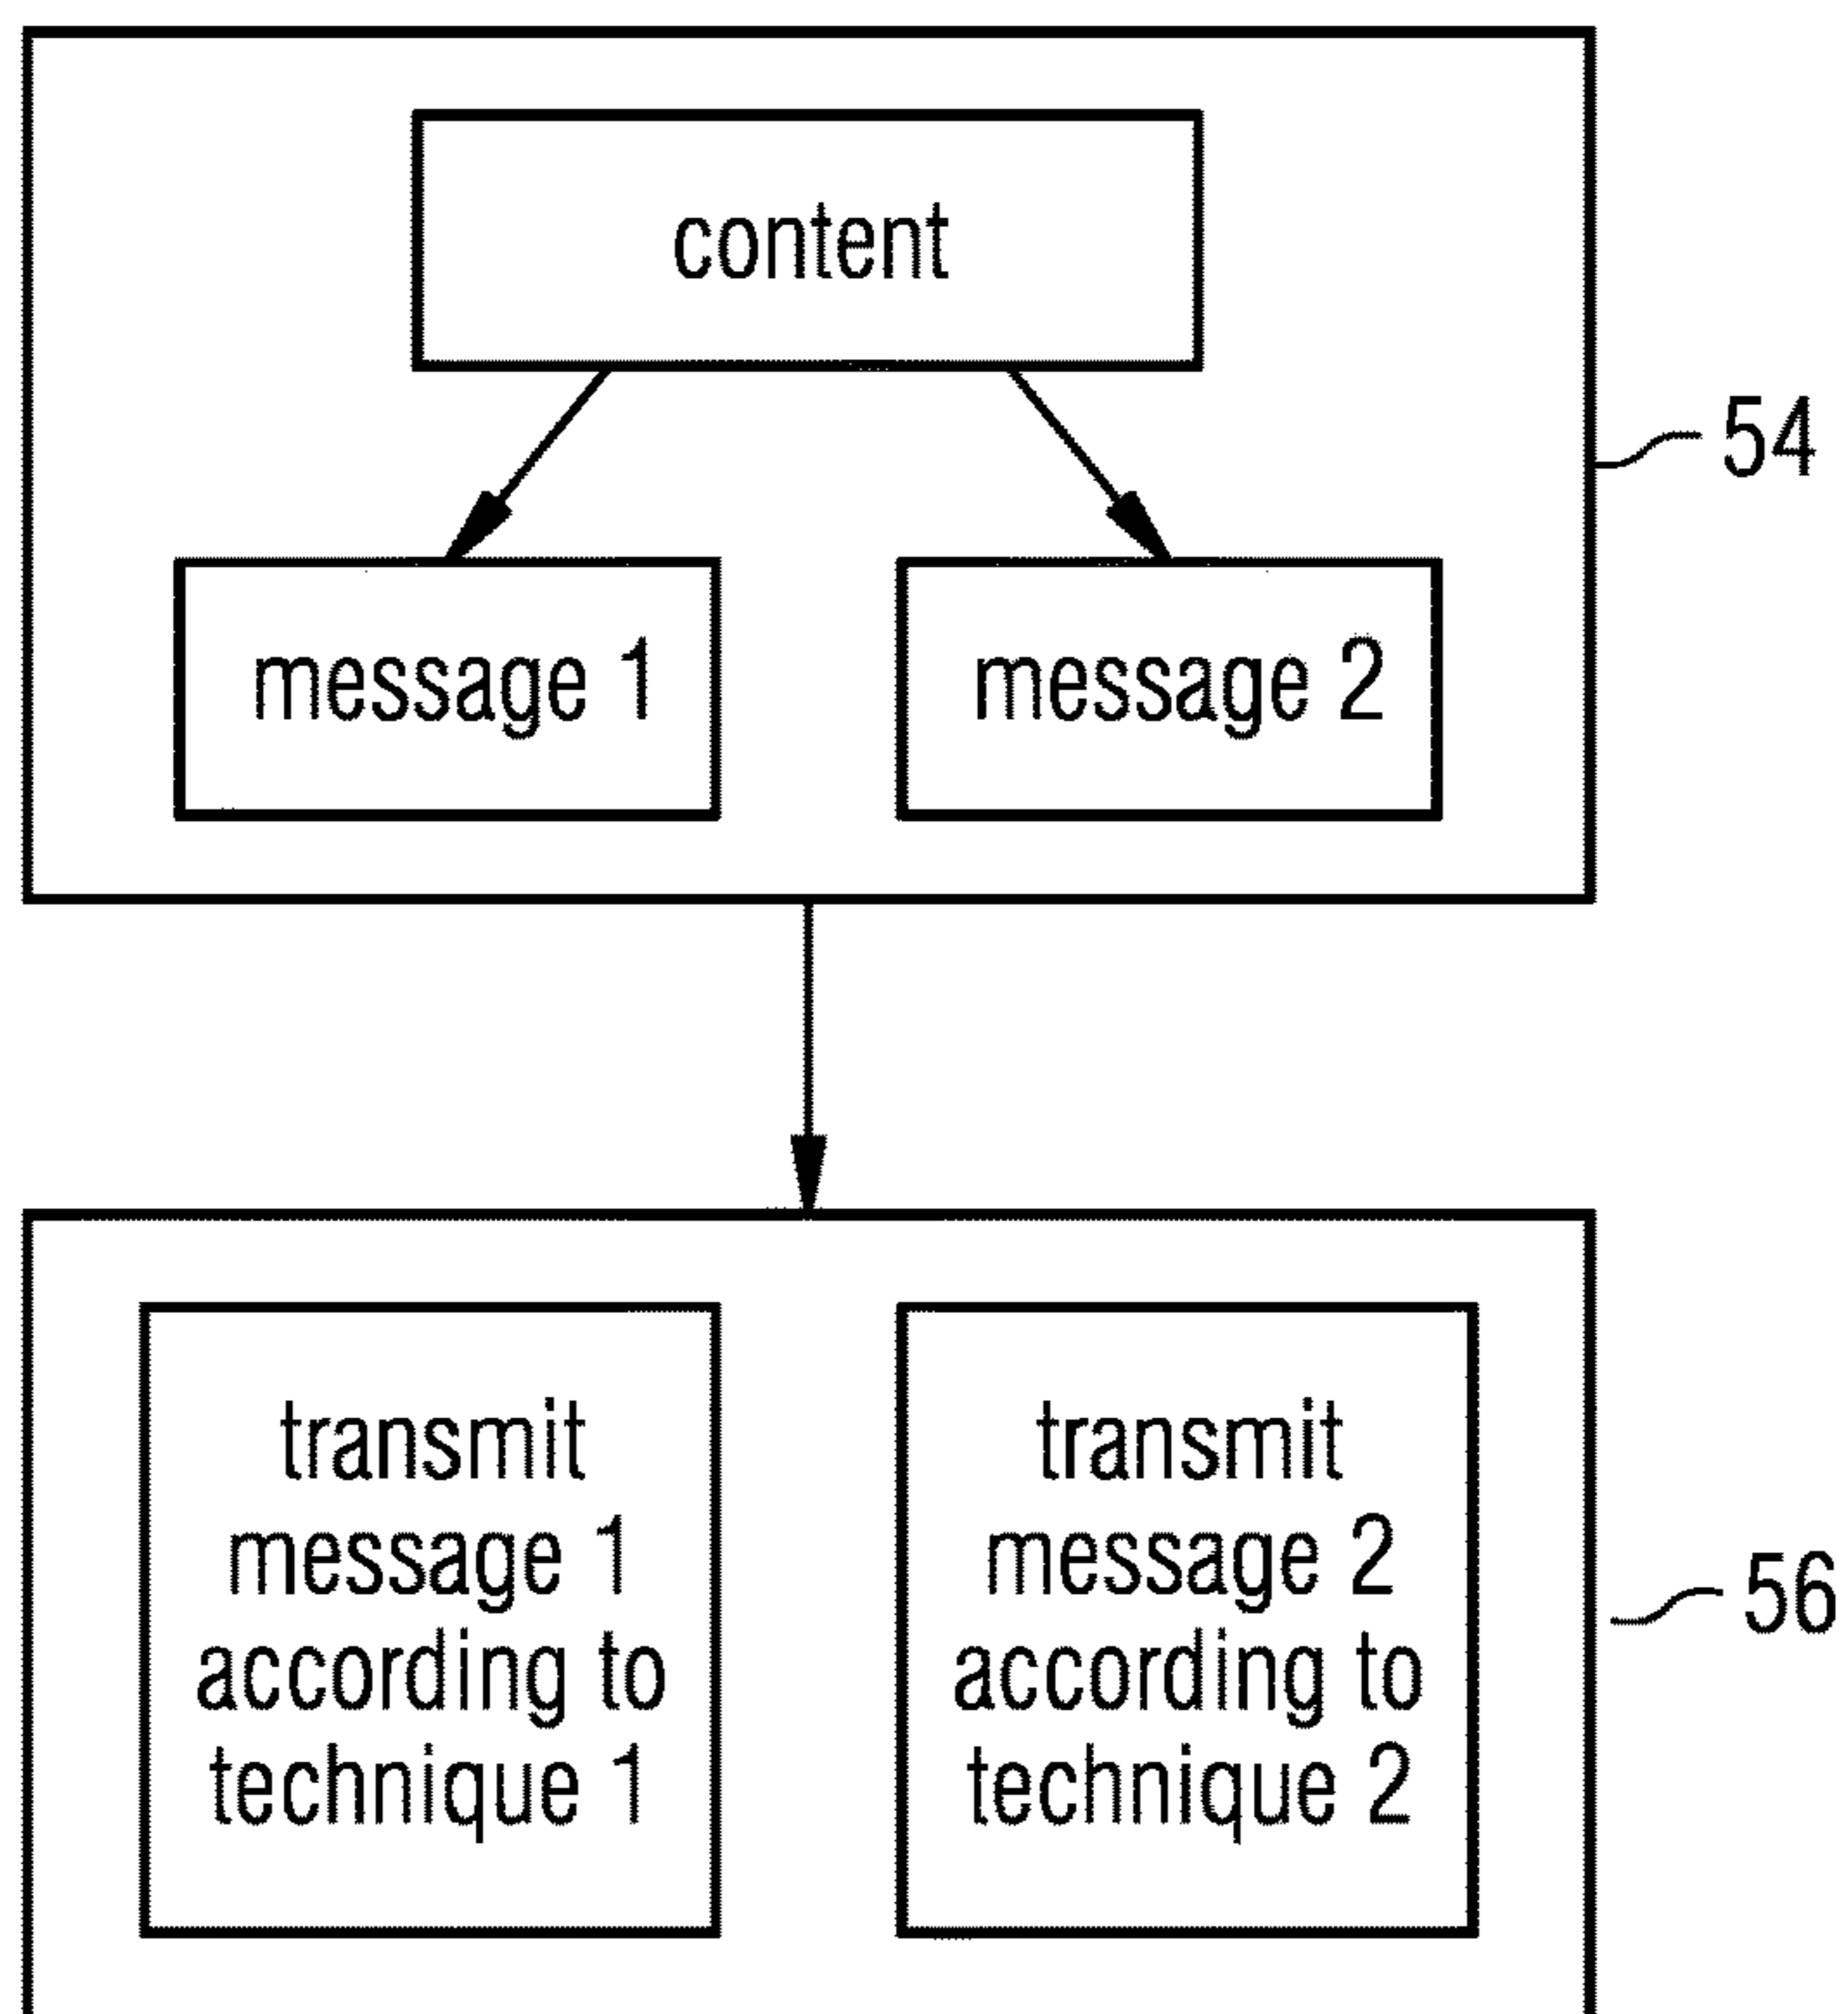 content
54
message 1
message 2
transmit
message 1
according to
technique 1
transmit
message 2
according to
technique 2
56